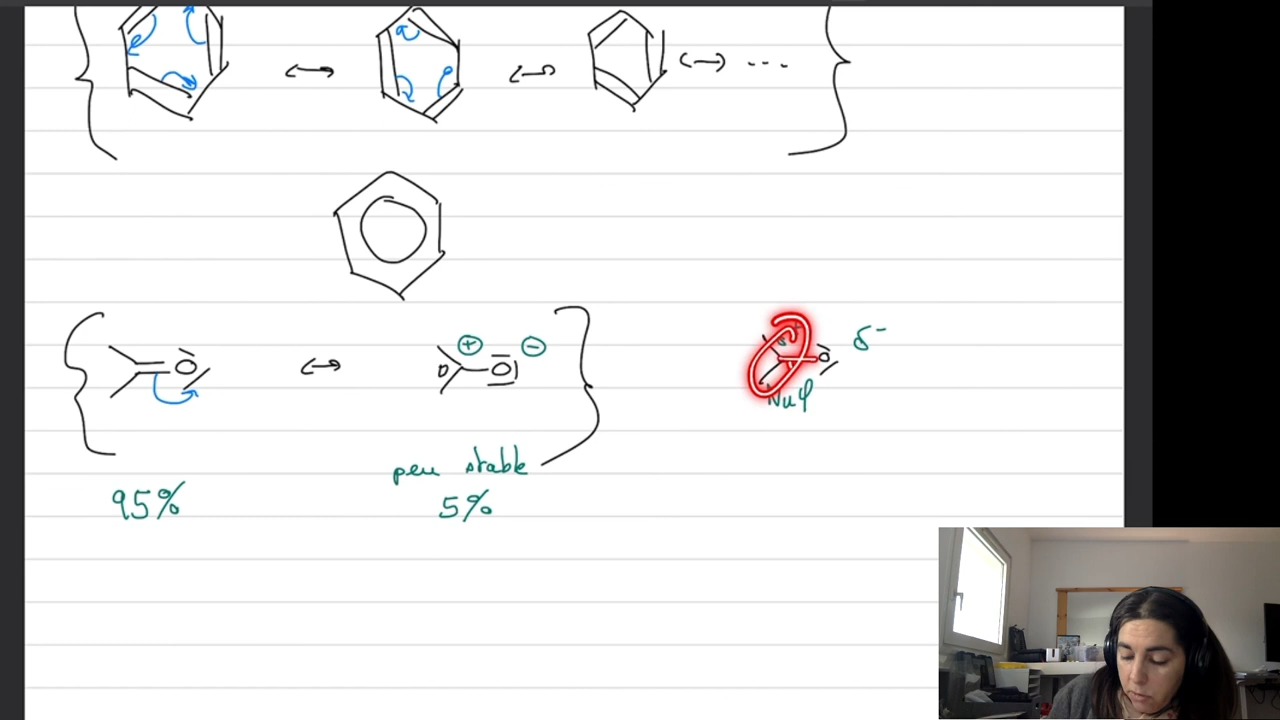 ...
O ⊕ ⊖ O δ⁻ O
Nuφ
peu stable
95% 5%